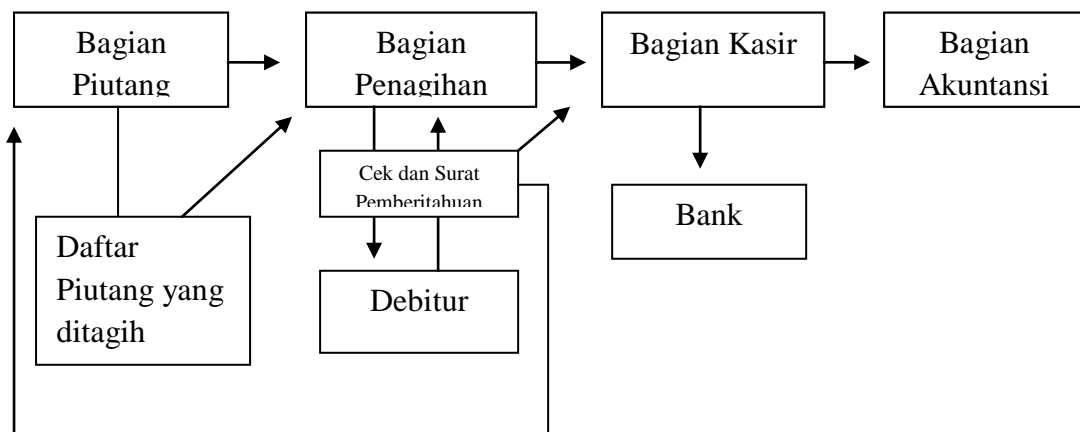 Bagian
Piutang
Bagian
Penagihan
Bagian Kasir
Bagian
Akuntansi
Cek dan Surat
Pemberitahuan
Daftar
Piutang yang
ditagih
Debitur
Bank